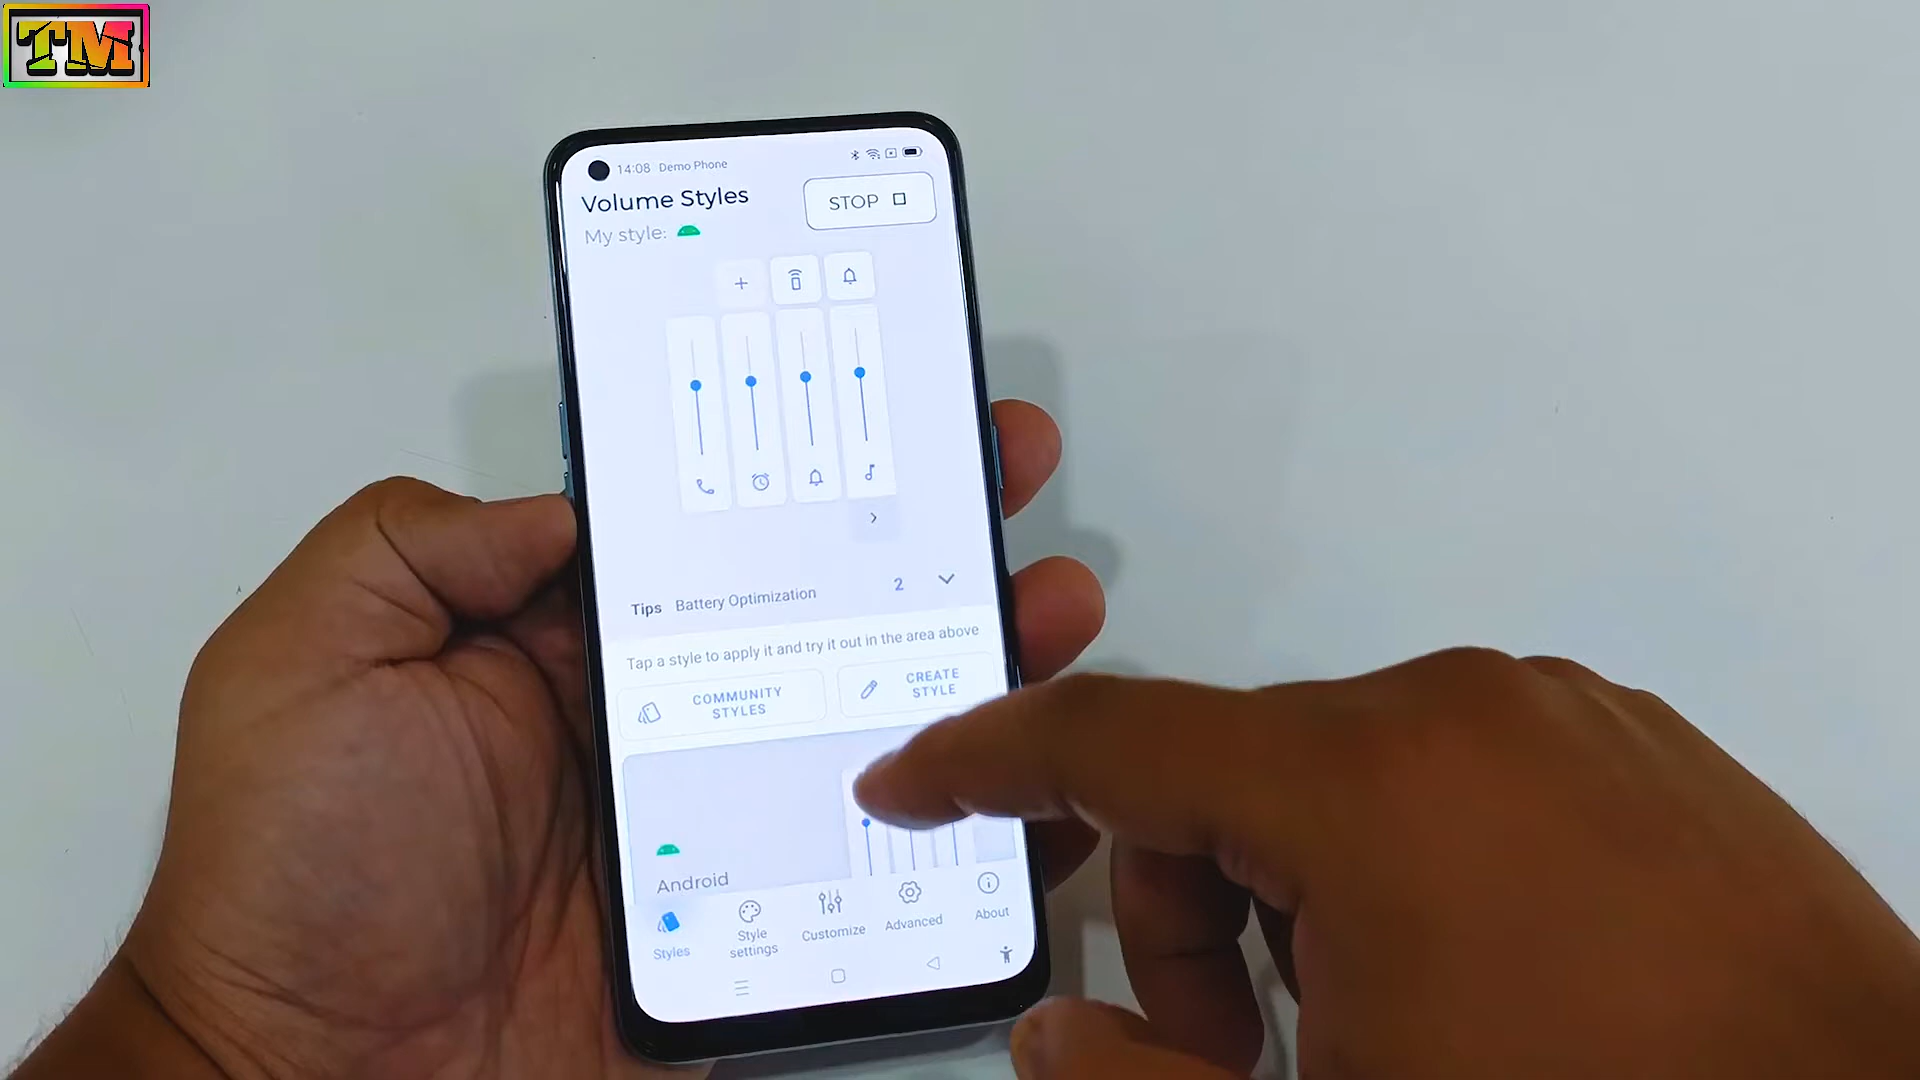 TM
14:08 Demo Phone
Volume Styles
STOP
My style:
Tips Battery Optimization 2
Tap a style to apply it and try it out in the area above
COMMUNITY
STYLES
CREATE
STYLE
Android
Styles
Style
settings
Customize
Advanced
About